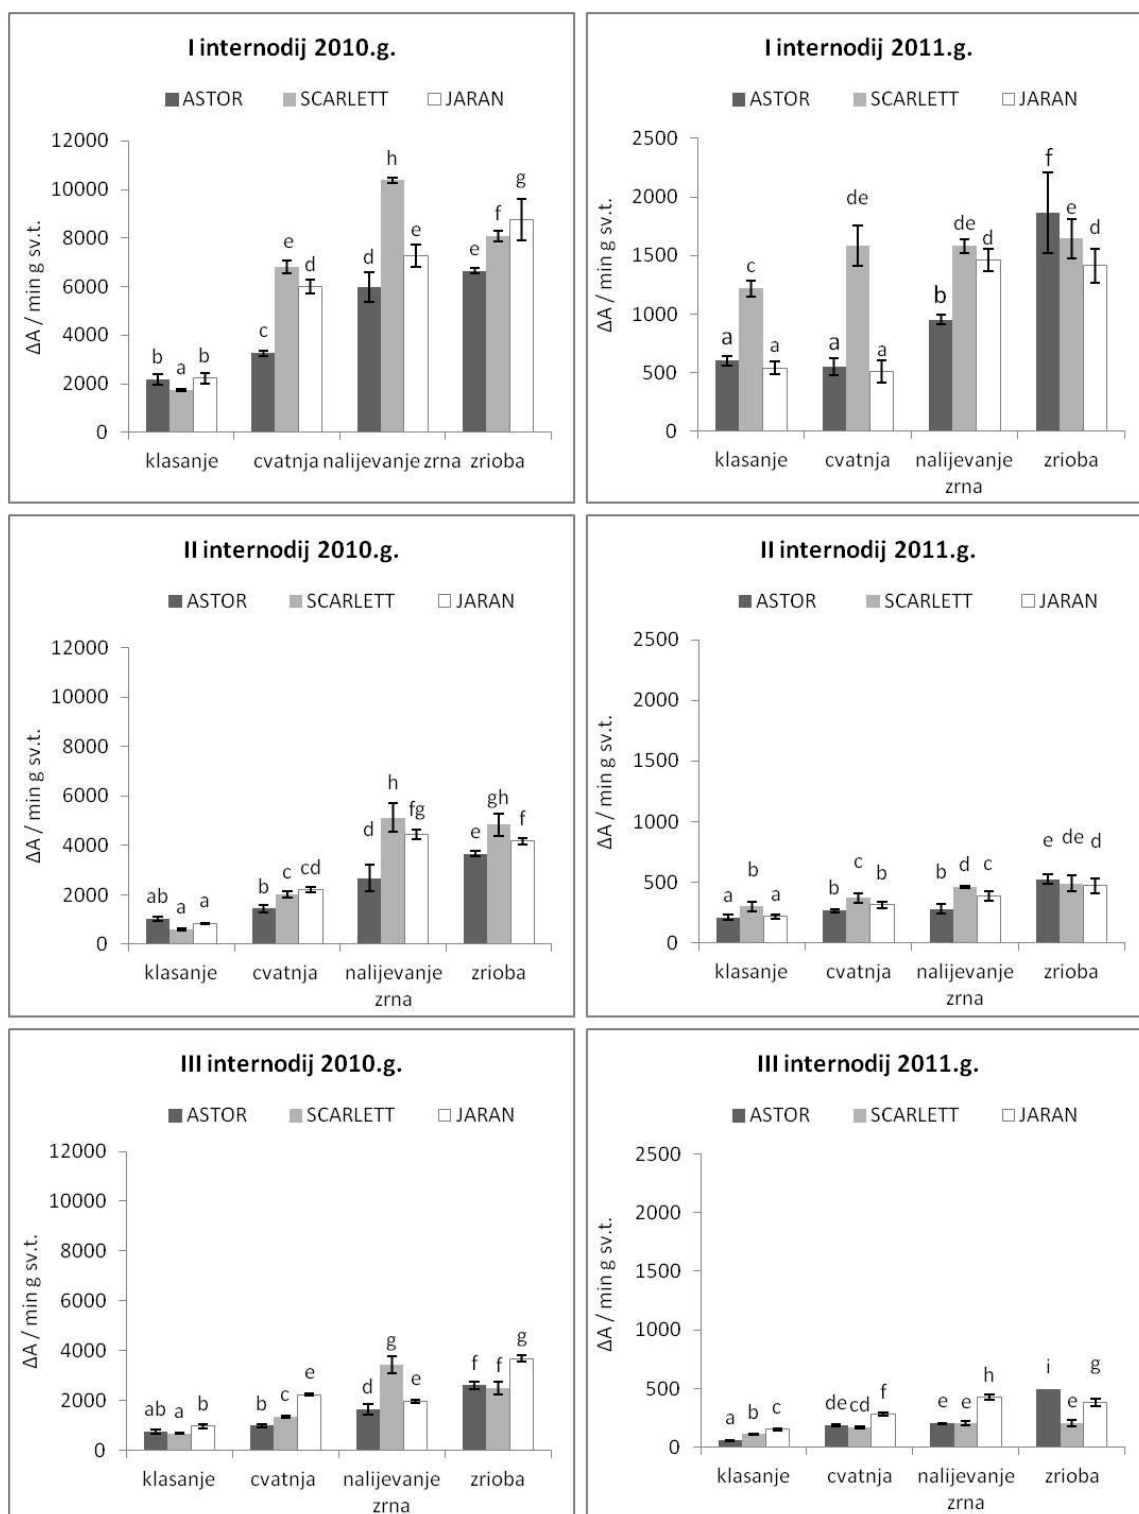 I internodij 2010.g.
ASTOR SCARLETT JARAN
12000
10000
8000
6000
4000
2000
0
ΔA / min g sv.t.
b a b
c e d
d h e
e f g
klasanje cvatnja nalijevanje zrna zrioba
I internodij 2011.g.
ASTOR SCARLETT JARAN
2500
2000
1500
1000
500
0
ΔA / min g sv.t.
a c a
a de a
b de d
f e d
klasanje cvatnja nalijevanje zrioba
zrna
II internodij 2010.g.
ASTOR SCARLETT JARAN
12000
10000
8000
6000
4000
2000
0
ΔA / min g sv.t.
ab a a
b c cd
d h fg
e gh f
klasanje cvatnja nalijevanje zrioba
zrna
II internodij 2011.g.
ASTOR SCARLETT JARAN
2500
2000
1500
1000
500
0
ΔA / min g sv.t.
a b a
b c b
b d c
e de d
klasanje cvatnja nalijevanje zrioba
zrna
III internodij 2010.g.
ASTOR SCARLETT JARAN
12000
10000
8000
6000
4000
2000
0
ΔA / min g sv.t.
ab a b
b c e
d g e
f f g
klasanje cvatnja nalijevanje zrioba
zrna
III internodij 2011.g.
ASTOR SCARLETT JARAN
2500
2000
1500
1000
500
0
ΔA / min g sv.t.
a b c
de cd f
e e h
i e g
klasanje cvatnja nalijevanje zrioba
zrna